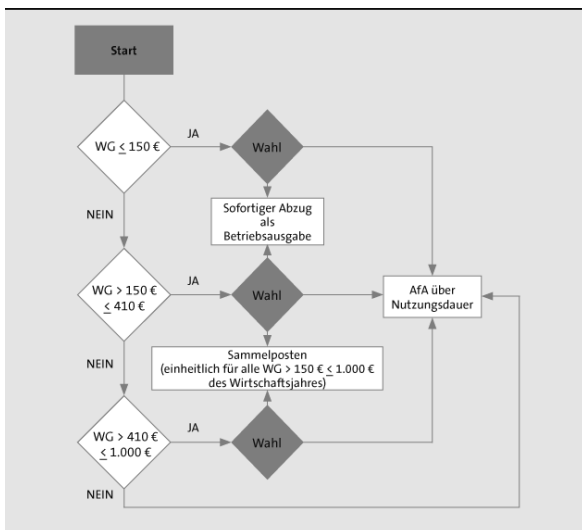 Start
WG ≤ 150 €
JA
Wahl
NEIN
Sofortiger Abzug
als
Betriebsausgabe
WG > 150 €
≤ 410 €
JA
Wahl
AfA über
Nutzungsdauer
NEIN
Sammelposten
(einheitlich für alle WG > 150 € ≤ 1.000 €
des Wirtschaftsjahres)
WG > 410 €
≤ 1.000 €
JA
Wahl
NEIN